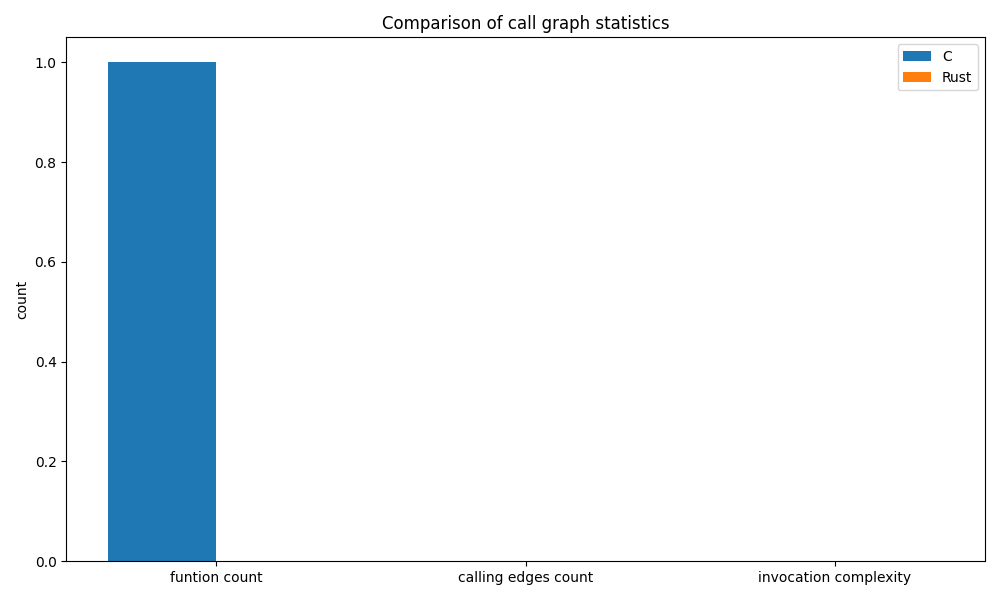 Comparison of call graph statistics
C
Rust
count
1.0
0.8
0.6
0.4
0.2
0.0
funtion count
calling edges count
invocation complexity